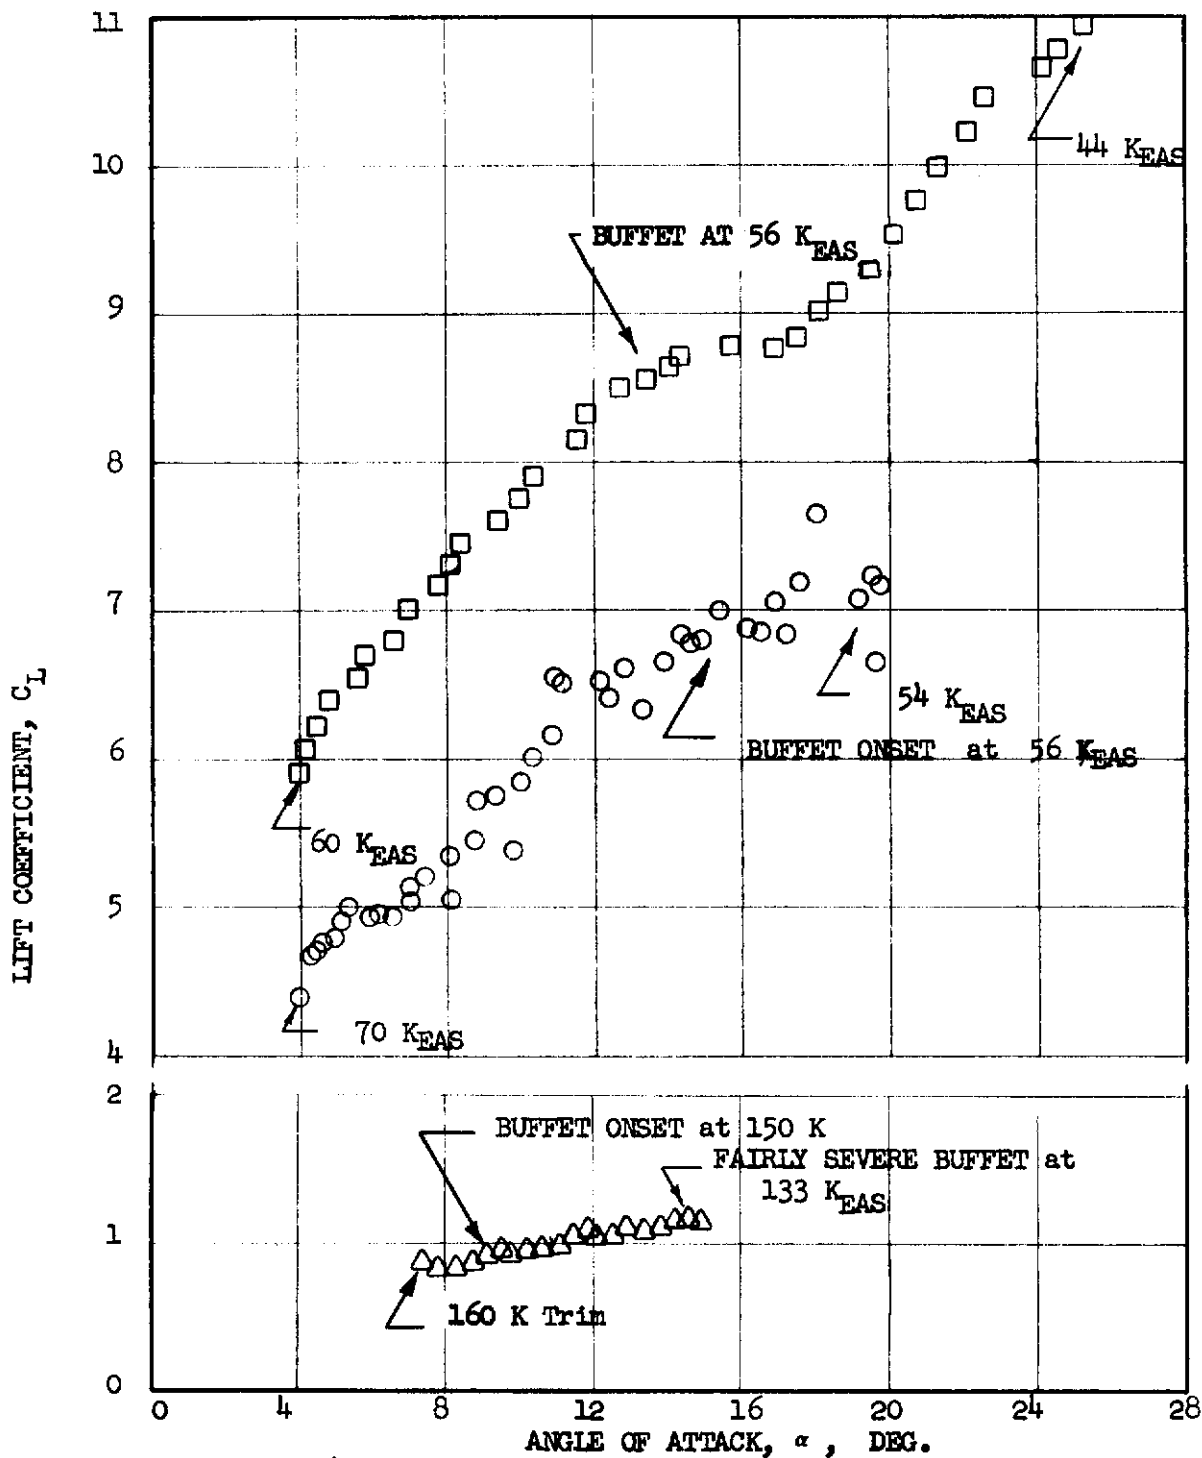 11
10
9
8
7
6
5
4
2
1
0
LIFT COEFFICIENT, CL
44 KEAS
BUFFET AT 56 KEAS
54 KEAS
BUFFET ONSET at 56 KEAS
60 KEAS
70 KEAS
BUFFET ONSET at 150 K
FAIRLY SEVERE BUFFET at
133 KEAS
160 K Trim
0 4 8 12 16 20 24 28
ANGLE OF ATTACK, α , DEG.